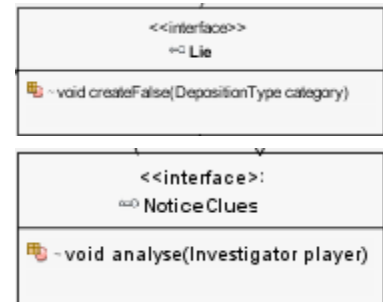 <<interface>>
Lie
~ void createFalse(DepositionType category)
<<interface>:
NoticeClues
~ void analyse(Investigator player)